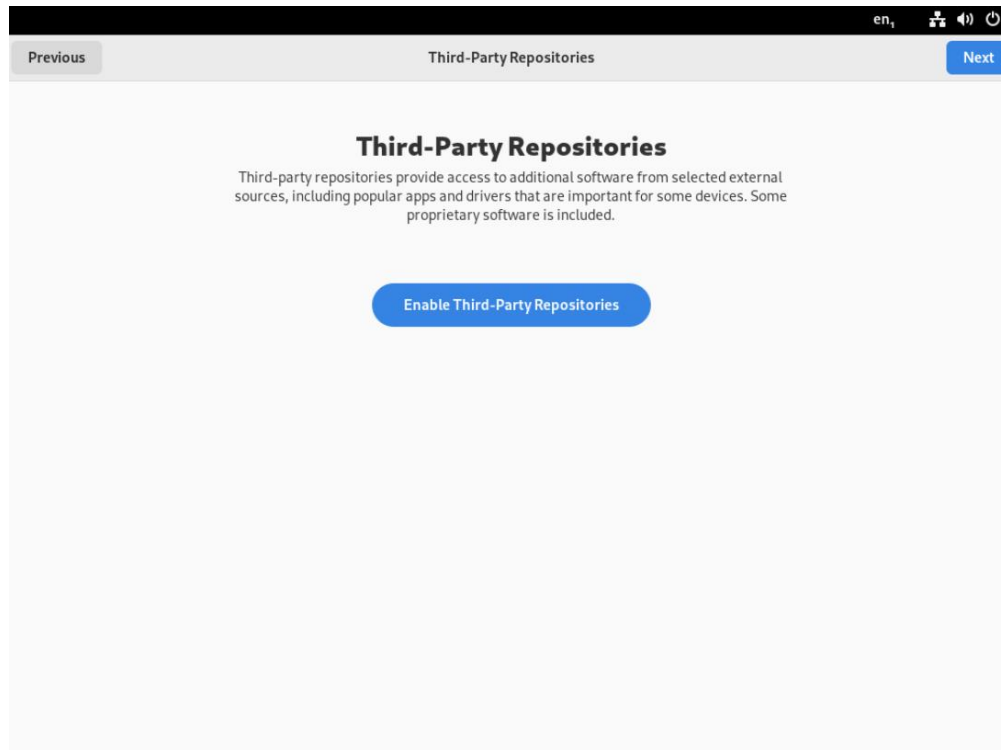 en₁
Previous
Third-Party Repositories
Next
Third-Party Repositories
Third-party repositories provide access to additional software from selected external
sources, including popular apps and drivers that are important for some devices. Some
proprietary software is included.
Enable Third-Party Repositories